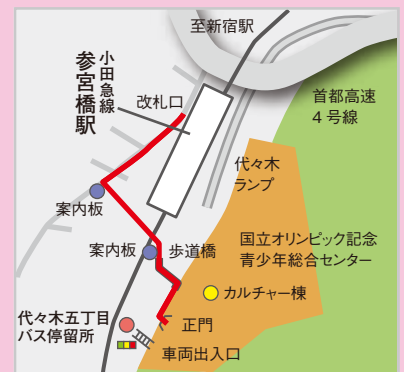 至新宿駅
小田急線
参宮橋駅
改札口
首都高速
4号線
代々木
ランプ
案内板
国立オリンピック記念
青少年総合センター
案内板
歩道橋
カルチャー棟
代々木五丁目
バス停留所
正門
車両出入口